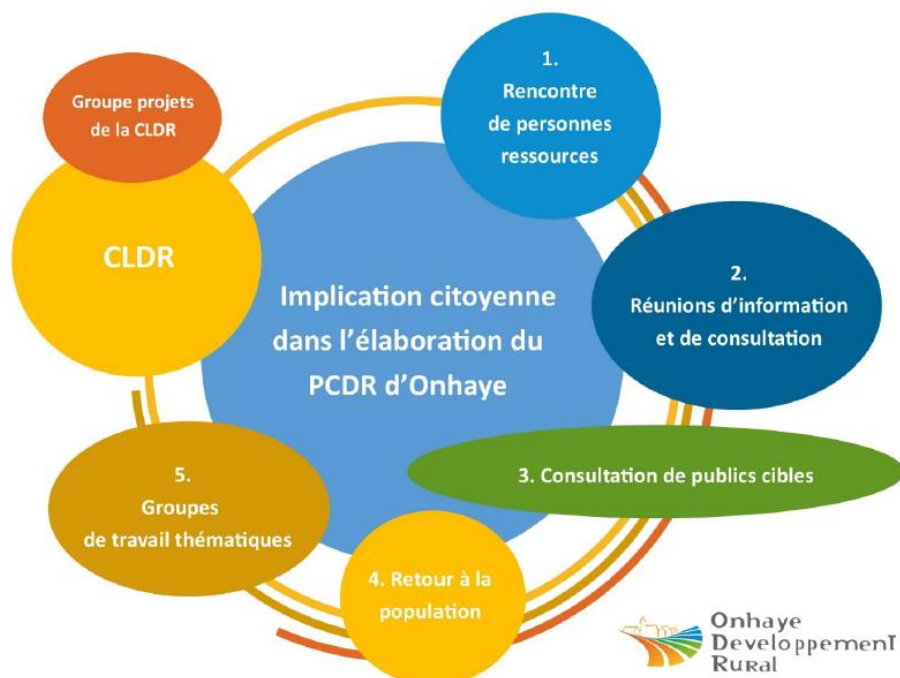 Groupe projets
de la CLDR
CLDR
Implication citoyenne
dans l'élaboration du
PCDR d'Onhaye
1.
Rencontre
de personnes
ressources
2.
Réunions d'information
et de consultation
3. Consultation de publics cibles
4. Retour à la
population
5.
Groupes
de travail thématiques
Onhaye
Developpement
Rural